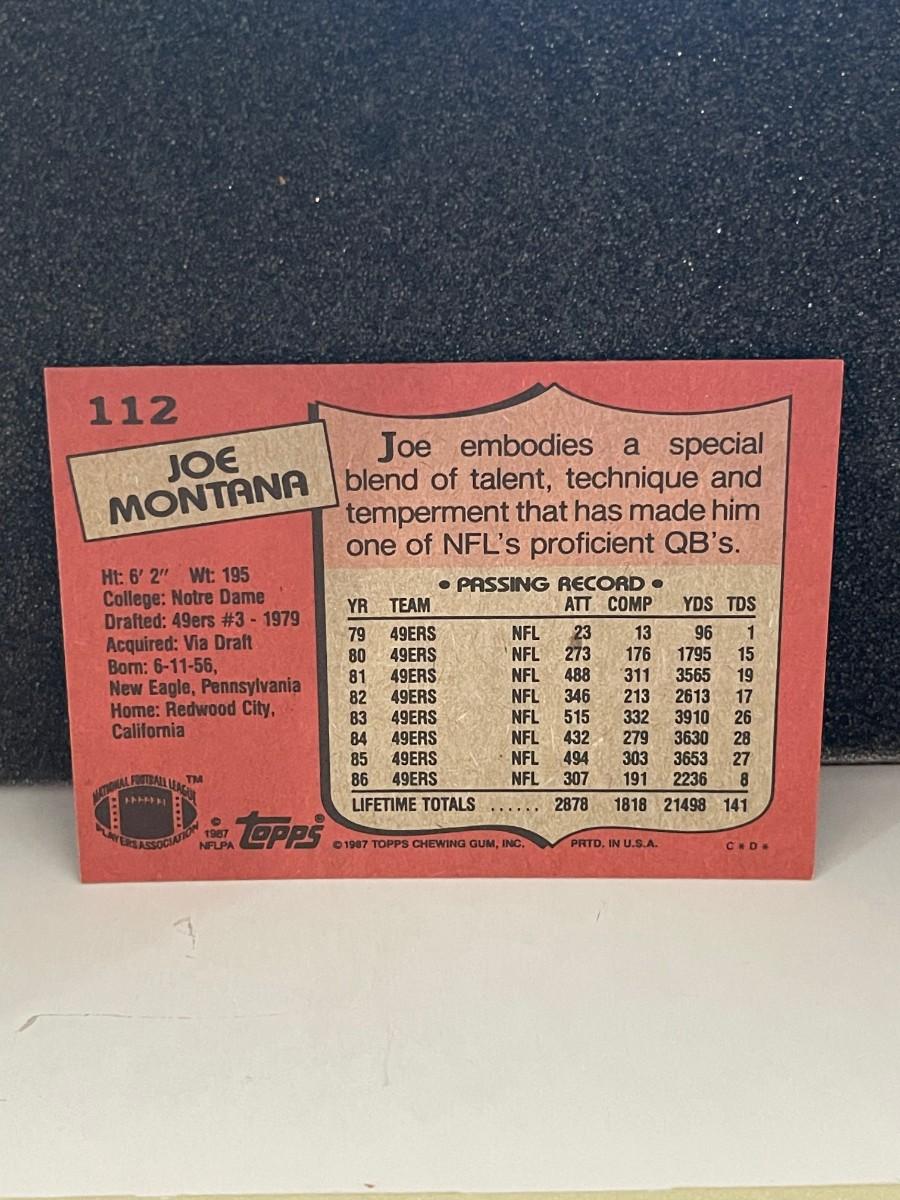 112
JOE
MONTANA
Ht: 6' 2" Wt: 195
College: Notre Dame
Drafted: 49ers #3 - 1979
Acquired: Via Draft
Born: 6-11-56,
New Eagle, Pennsylvania
Home: Redwood City,
California
NATIONAL FOOTBALL LEAGUE
PLAYERS ASSOCIATION
TM
©
1987
NFLPA
Topps®
Joe embodies a special
blend of talent, technique and
temperment that has made him
one of NFL's proficient QB's.
• PASSING RECORD •
YR TEAM ATT COMP YDS TDS
79 49ERS NFL 23 13 96 1
80 49ERS NFL 273 176 1795 15
81 49ERS NFL 488 311 3565 19
82 49ERS NFL 346 213 2613 17
83 49ERS NFL 515 332 3910 26
84 49ERS NFL 432 279 3630 28
85 49ERS NFL 494 303 3653 27
86 49ERS NFL 307 191 2236 8
LIFETIME TOTALS ...... 2878 1818 21498 141
© 1987 TOPPS CHEWING GUM, INC. PRTD. IN U.S.A. C*D*